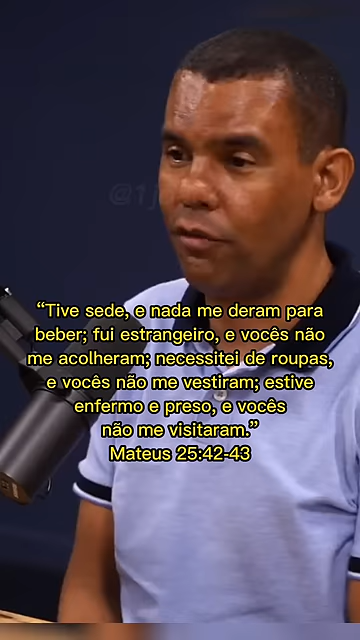 “Tive sede, e nada me deram para
beber; fui estrangeiro, e vocês não
me acolheram; necessitei de roupas,
e vocês não me vestiram; estive
enfermo e preso, e vocês
não me visitaram.”
Mateus 25:42-43